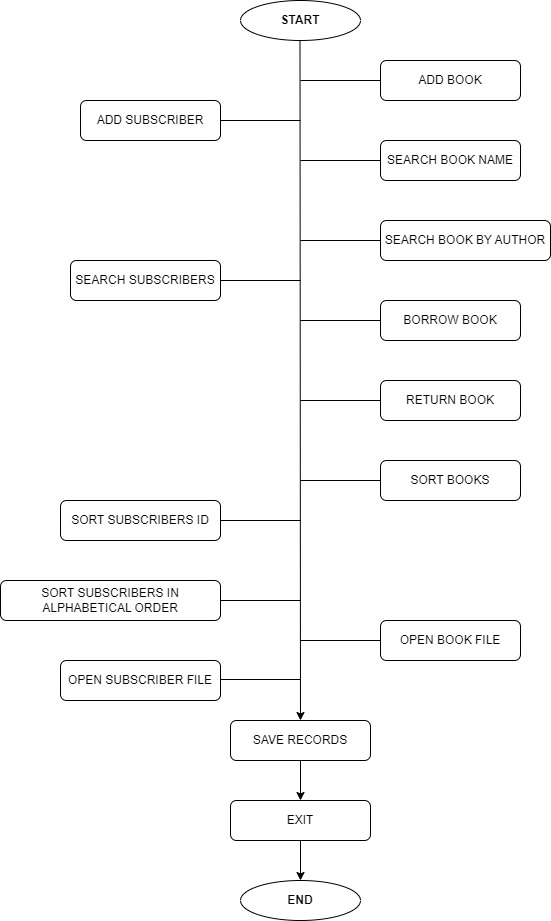 START
ADD BOOK
ADD SUBSCRIBER
SEARCH BOOK NAME
SEARCH BOOK BY AUTHOR
SEARCH SUBSCRIBERS
BORROW BOOK
RETURN BOOK
SORT BOOKS
SORT SUBSCRIBERS ID
SORT SUBSCRIBERS IN
ALPHABETICAL ORDER
OPEN BOOK FILE
OPEN SUBSCRIBER FILE
SAVE RECORDS
EXIT
END